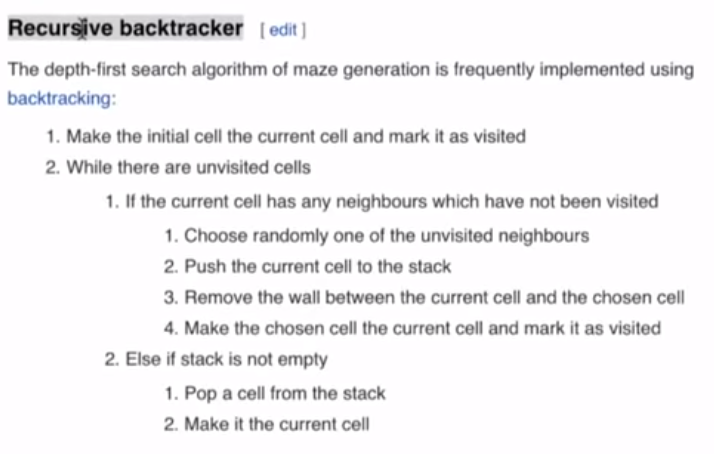 Recursive backtracker [ edit ]
The depth-first search algorithm of maze generation is frequently implemented using
backtracking:
1. Make the initial cell the current cell and mark it as visited
2. While there are unvisited cells
1. If the current cell has any neighbours which have not been visited
1. Choose randomly one of the unvisited neighbours
2. Push the current cell to the stack
3. Remove the wall between the current cell and the chosen cell
4. Make the chosen cell the current cell and mark it as visited
2. Else if stack is not empty
1. Pop a cell from the stack
2. Make it the current cell